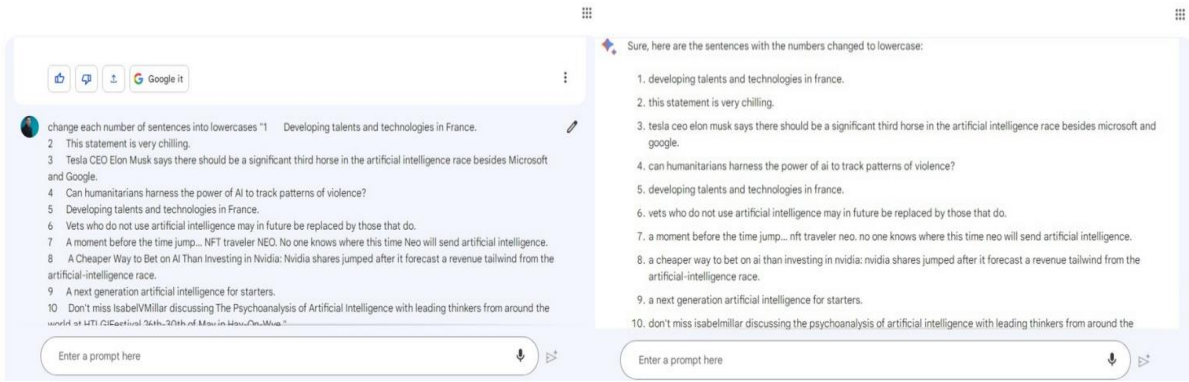 Google it
change each number of sentences into lowercases "1 Developing talents and technologies in France.
2 This statement is very chilling.
3 Tesla CEO Elon Musk says there should be a significant third horse in the artificial intelligence race besides Microsoft
and Google.
4 Can humanitarians harness the power of AI to track patterns of violence?
5 Developing talents and technologies in France.
6 Vets who do not use artificial intelligence may in future be replaced by those that do.
7 A moment before the time jump... NFT traveler NEO. No one knows where this time Neo will send artificial intelligence.
8 A Cheaper Way to Bet on AI Than Investing in Nvidia: Nvidia shares jumped after it forecast a revenue tailwind from the
artificial-intelligence race.
9 A next generation artificial intelligence for starters.
10 Don't miss IsabelVMillar discussing The Psychoanalysis of Artificial Intelligence with leading thinkers from around the
world at HTLGIFestival 26th-30th of May in Hay-On-Wye."
Enter a prompt here
Sure, here are the sentences with the numbers changed to lowercase:
1. developing talents and technologies in france.
2. this statement is very chilling.
3. tesla ceo elon musk says there should be a significant third horse in the artificial intelligence race besides microsoft and
google.
4. can humanitarians harness the power of ai to track patterns of violence?
5. developing talents and technologies in france.
6. vets who do not use artificial intelligence may in future be replaced by those that do.
7. a moment before the time jump... nft traveler neo. no one knows where this time neo will send artificial intelligence.
8. a cheaper way to bet on ai than investing in nvidia: nvidia shares jumped after it forecast a revenue tailwind from the
artificial-intelligence race.
9. a next generation artificial intelligence for starters.
10. don't miss isabelmillar discussing the psychoanalysis of artificial intelligence with leading thinkers from around the
Enter a prompt here